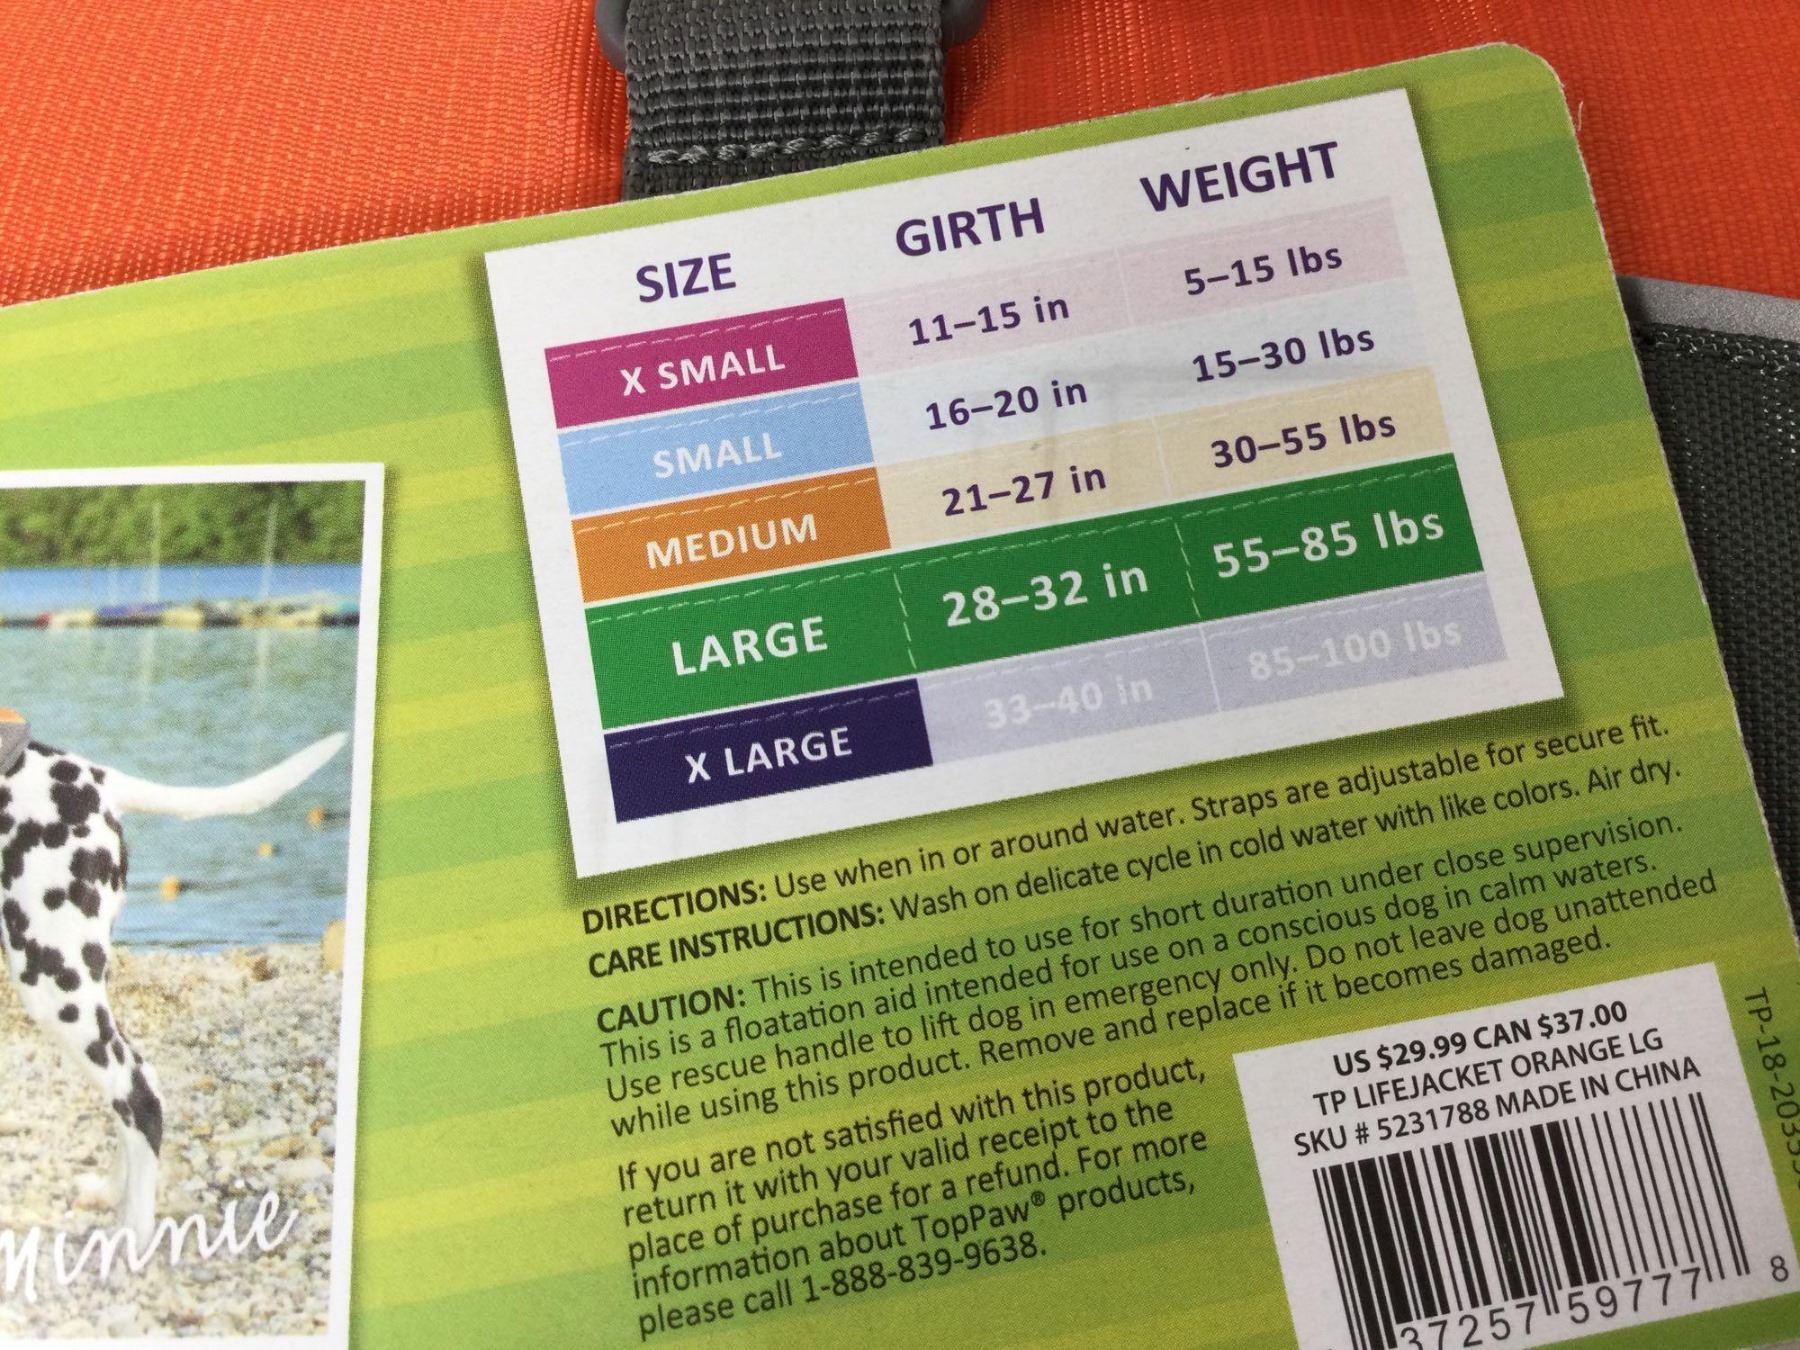 SIZE GIRTH WEIGHT
X SMALL 11–15 in 5–15 lbs
SMALL 16–20 in 15–30 lbs
MEDIUM 21–27 in 30–55 lbs
LARGE 28–32 in 55–85 lbs
X LARGE 33–40 in 85–100 lbs
DIRECTIONS: Use when in or around water. Straps are adjustable for secure fit.
CARE INSTRUCTIONS: Wash on delicate cycle in cold water with like colors. Air dry.
CAUTION: This is intended to use for short duration under close supervision.
This is a floatation aid intended for use on a conscious dog in calm waters.
Use rescue handle to lift dog in emergency only. Do not leave dog unattended
while using this product. Remove and replace if it becomes damaged.
If you are not satisfied with this product,
return it with your valid receipt to the
place of purchase for a refund. For more
information about TopPaw® products,
please call 1-888-839-9638.
US $29.99 CAN $37.00
TP LIFEJACKET ORANGE LG
SKU # 5231788 MADE IN CHINA
37257 59777 8
Minnie